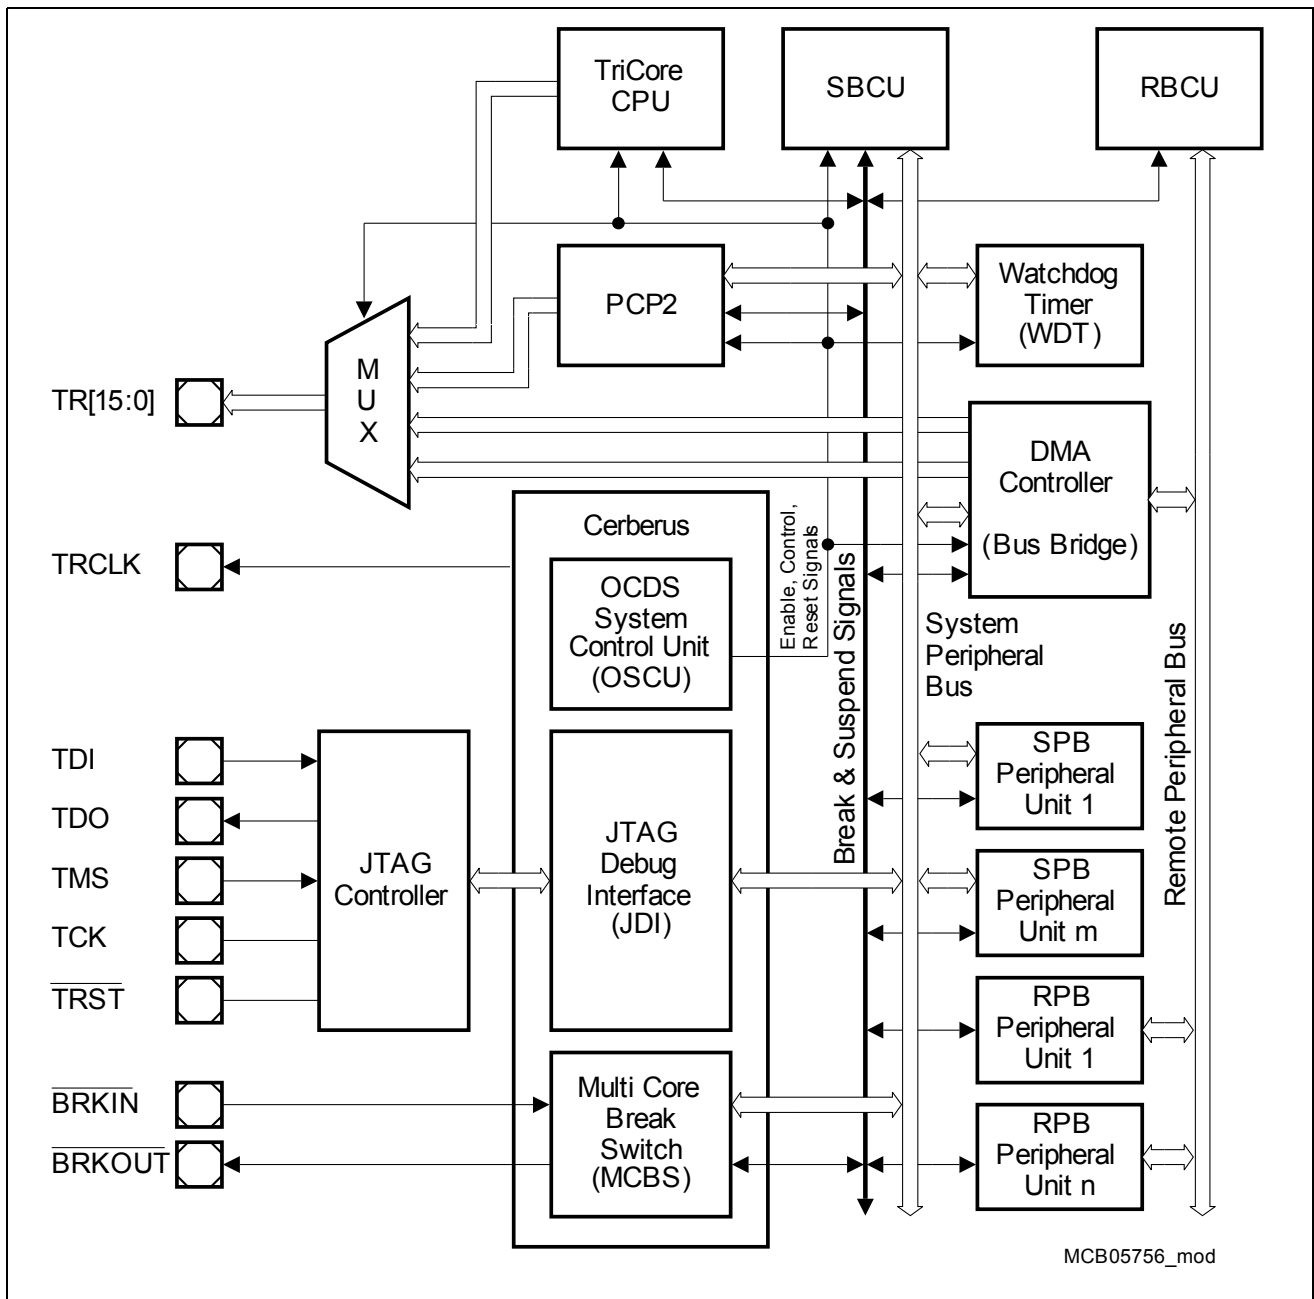 TriCore
CPU
SBCU
RBCU
PCP2
Watchdog
Timer
(WDT)
M
U
X
TR[15:0]
DMA
Controller
(Bus Bridge)
Cerberus
TRCLK
OCDS
System
Control Unit
(OSCU)
Enable, Control,
Reset Signals
Break & Suspend Signals
System
Peripheral
Bus
Remote Peripheral Bus
TDI
TDO
TMS
TCK
TRST
JTAG
Controller
JTAG
Debug
Interface
(JDI)
SPB
Peripheral
Unit 1
SPB
Peripheral
Unit m
RPB
Peripheral
Unit 1
BRKIN
BRKOUT
Multi Core
Break
Switch
(MCBS)
RPB
Peripheral
Unit n
MCB05756_mod